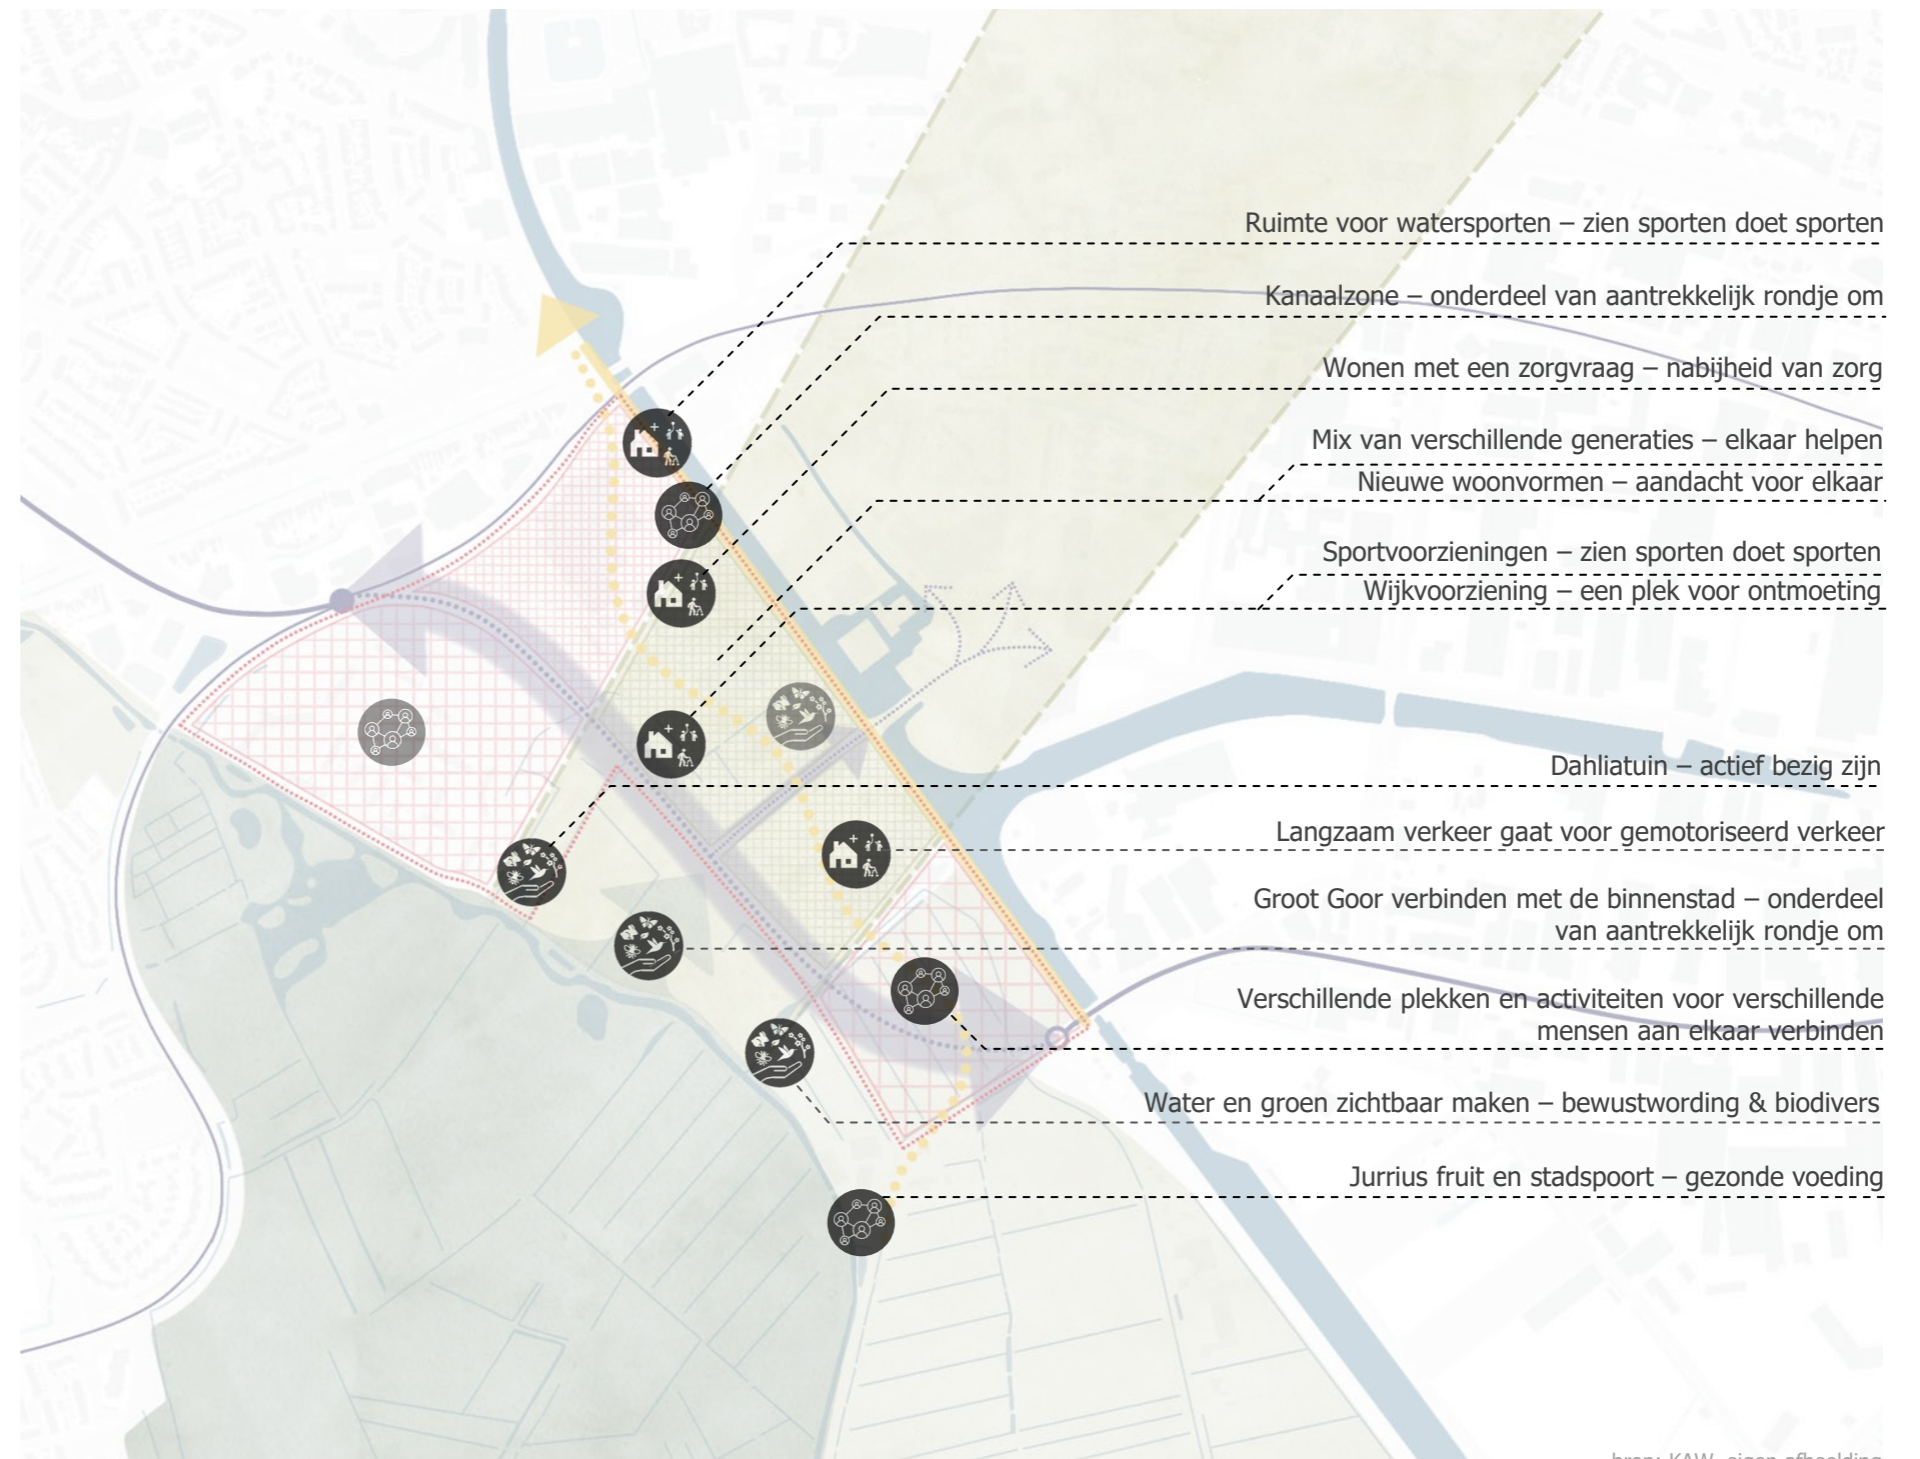 Ruimte voor watersporten – zien sporten doet sporten
Kanaalzone – onderdeel van aantrekkelijk rondje om
Wonen met een zorgvraag – nabijheid van zorg
Mix van verschillende generaties – elkaar helpen
Nieuwe woonvormen – aandacht voor elkaar
Sportvoorzieningen – zien sporten doet sporten
Wijkvoorziening – een plek voor ontmoeting
Dahliatuin – actief bezig zijn
Langzaam verkeer gaat voor gemotoriseerd verkeer
Groot Goor verbinden met de binnenstad – onderdeel
van aantrekkelijk rondje om
Verschillende plekken en activiteiten voor verschillende
mensen aan elkaar verbinden
Water en groen zichtbaar maken – bewustwording & biodivers
Jurrius fruit en stadspoort – gezonde voeding
bron: KAW, eigen afbeelding